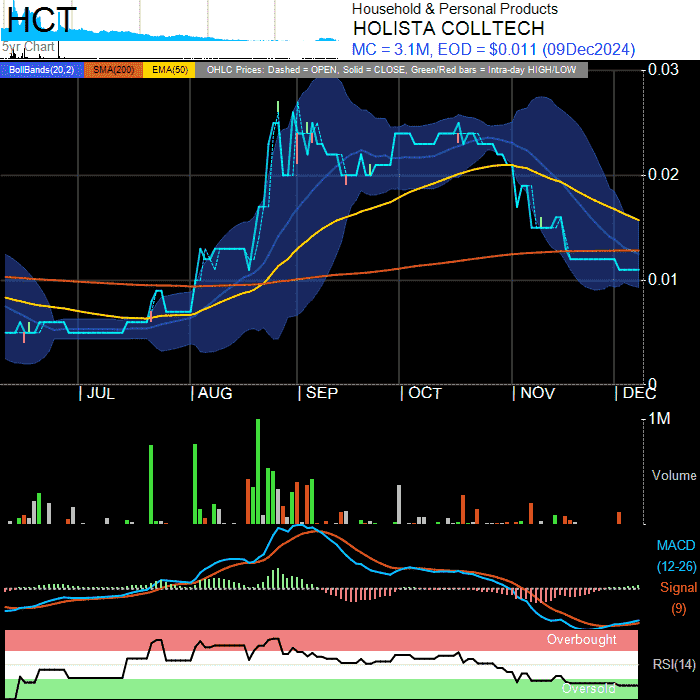 HCT
Household & Personal Products
HOLISTA COLLTECH
5yr Chart
MC = 3.1M, EOD = $0.011 (09Dec2024)
BollBands(20,2) SMA(200) EMA(50) OHLC Prices: Dashed = OPEN, Solid = CLOSE, Green/Red bars = Intra-day HIGH/LOW
0.03
0.02
0.01
0
JUL AUG SEP OCT NOV DEC
1M
Volume
MACD
(12-26)
Signal
(9)
Overbought
RSI(14)
Oversold